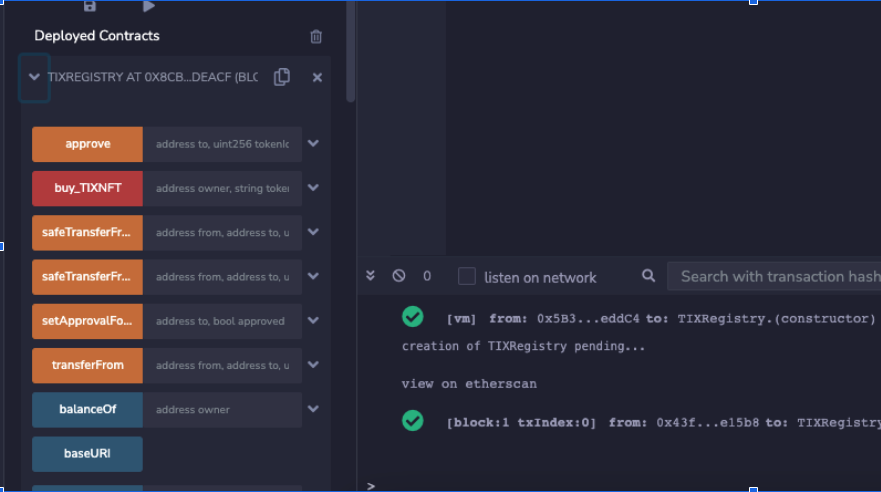 Deployed Contracts
TIXREGISTRY AT 0X8CB...DEACF (BLC
approve address to, uint256 tokenId
buy_TIXNFT address owner, string token
safeTransferFr... address from, address to, u
safeTransferFr... address from, address to, u
setApprovalFo... address to, bool approved
transferFrom address from, address to, u
balanceOf address owner
baseURI
0 listen on network Search with transaction hash
[vm] from: 0x5B3...eddC4 to: TIXRegistry.(constructor)
creation of TIXRegistry pending...
view on etherscan
[block:1 txIndex:0] from: 0x43f...e15b8 to: TIXRegistry
>